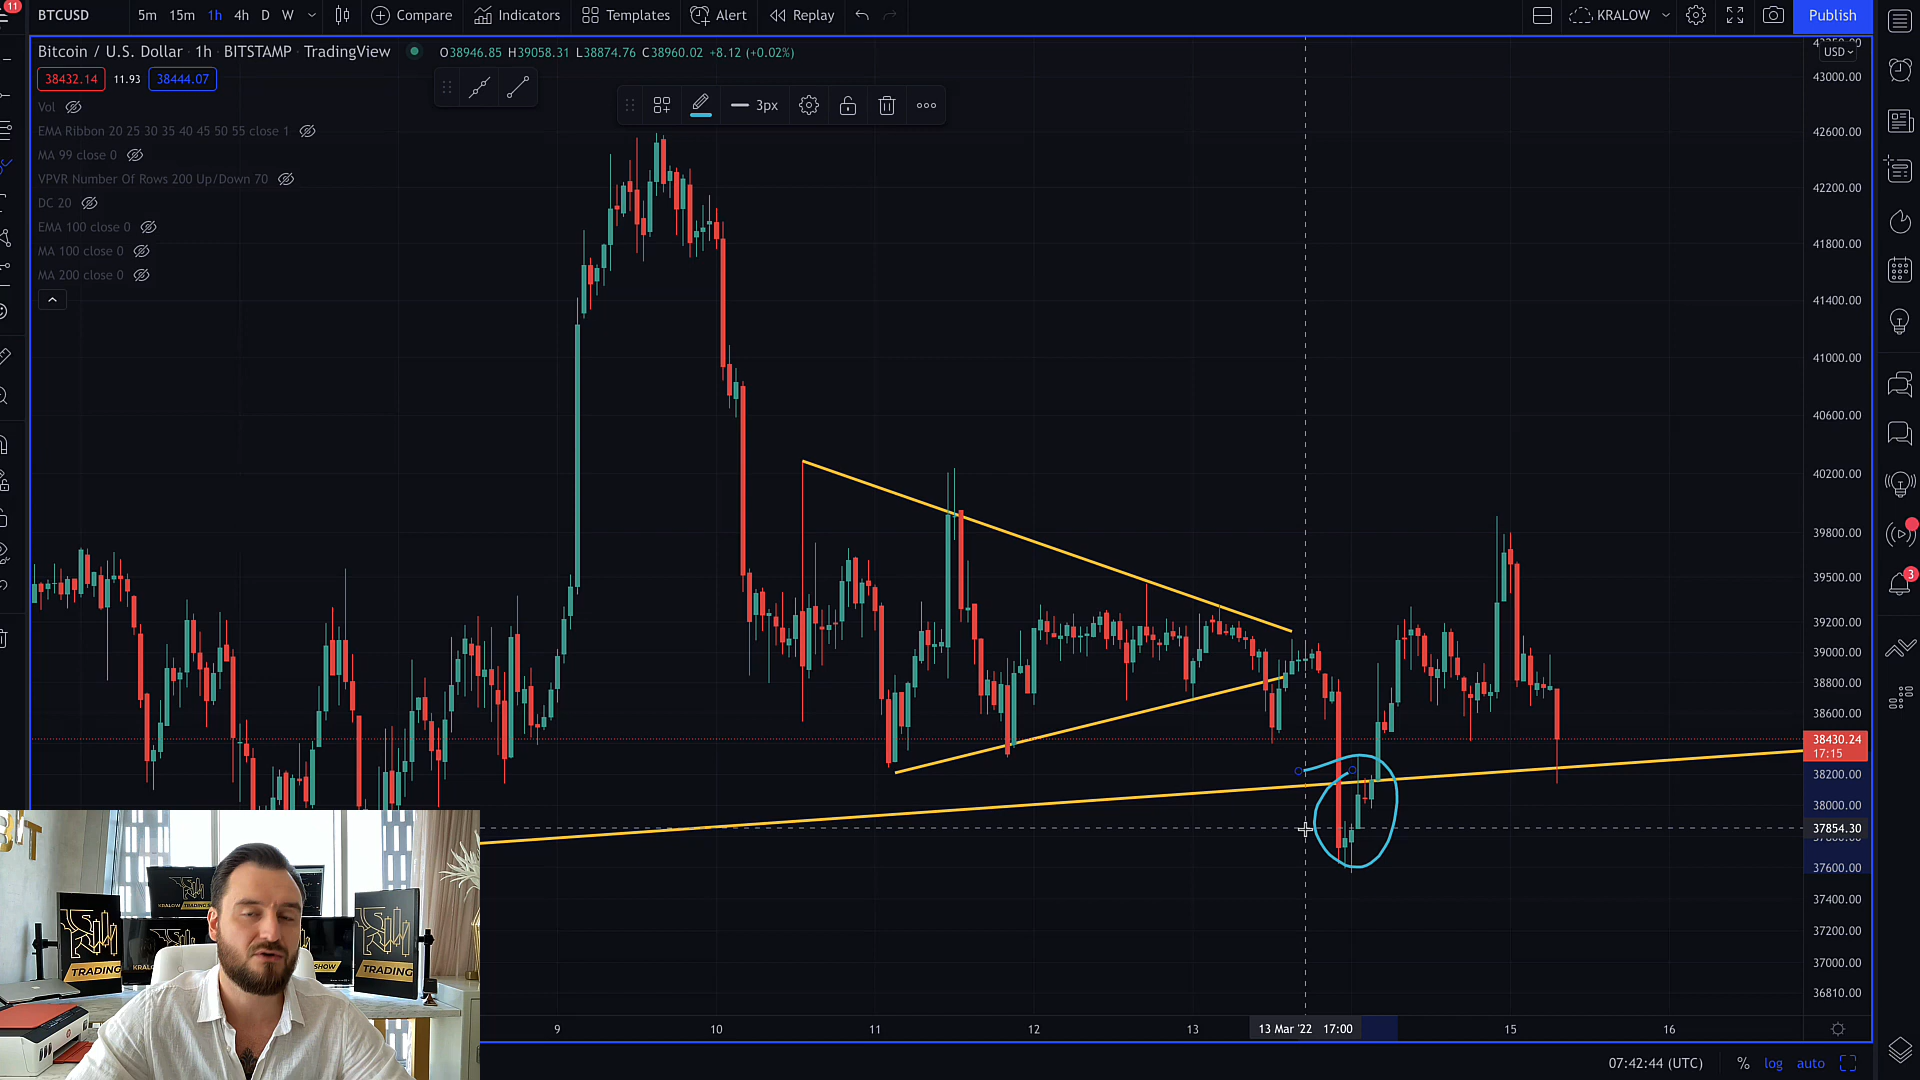 11
BTCUSD 5m 15m 1h 4h D W Compare Indicators Templates Alert Replay KRALOW Publish
Bitcoin / U.S. Dollar · 1h · BITSTAMP · TradingView O38946.85 H39058.31 L38874.76 C38960.02 +8.12 (+0.02%)
38432.14 11.93 38444.07
3px
Vol
EMA Ribbon 20 25 30 35 40 45 50 55 close 1
MA 99 close 0
VPVR Number Of Rows 200 Up/Down 70
DC 20
EMA 100 close 0
MA 100 close 0
MA 200 close 0
USD
43000.00
42600.00
42200.00
41800.00
41400.00
41000.00
40600.00
40200.00
39800.00
39500.00
39200.00
39000.00
38800.00
38600.00
38430.24
17:15
38200.00
38000.00
37854.30
37600.00
37400.00
37200.00
37000.00
36810.00
3
TRADING
KRALOW TRADING
KRALO
SHOW
TRADING
9 10 11 12 13 13 Mar '22 17:00 15 16
07:42:44 (UTC) % log auto